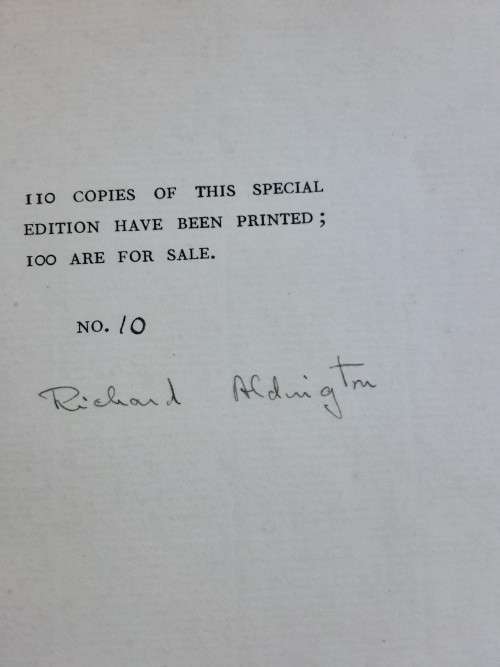 110 COPIES OF THIS SPECIAL
EDITION HAVE BEEN PRINTED;
100 ARE FOR SALE.
NO. 10
Richard Aldington